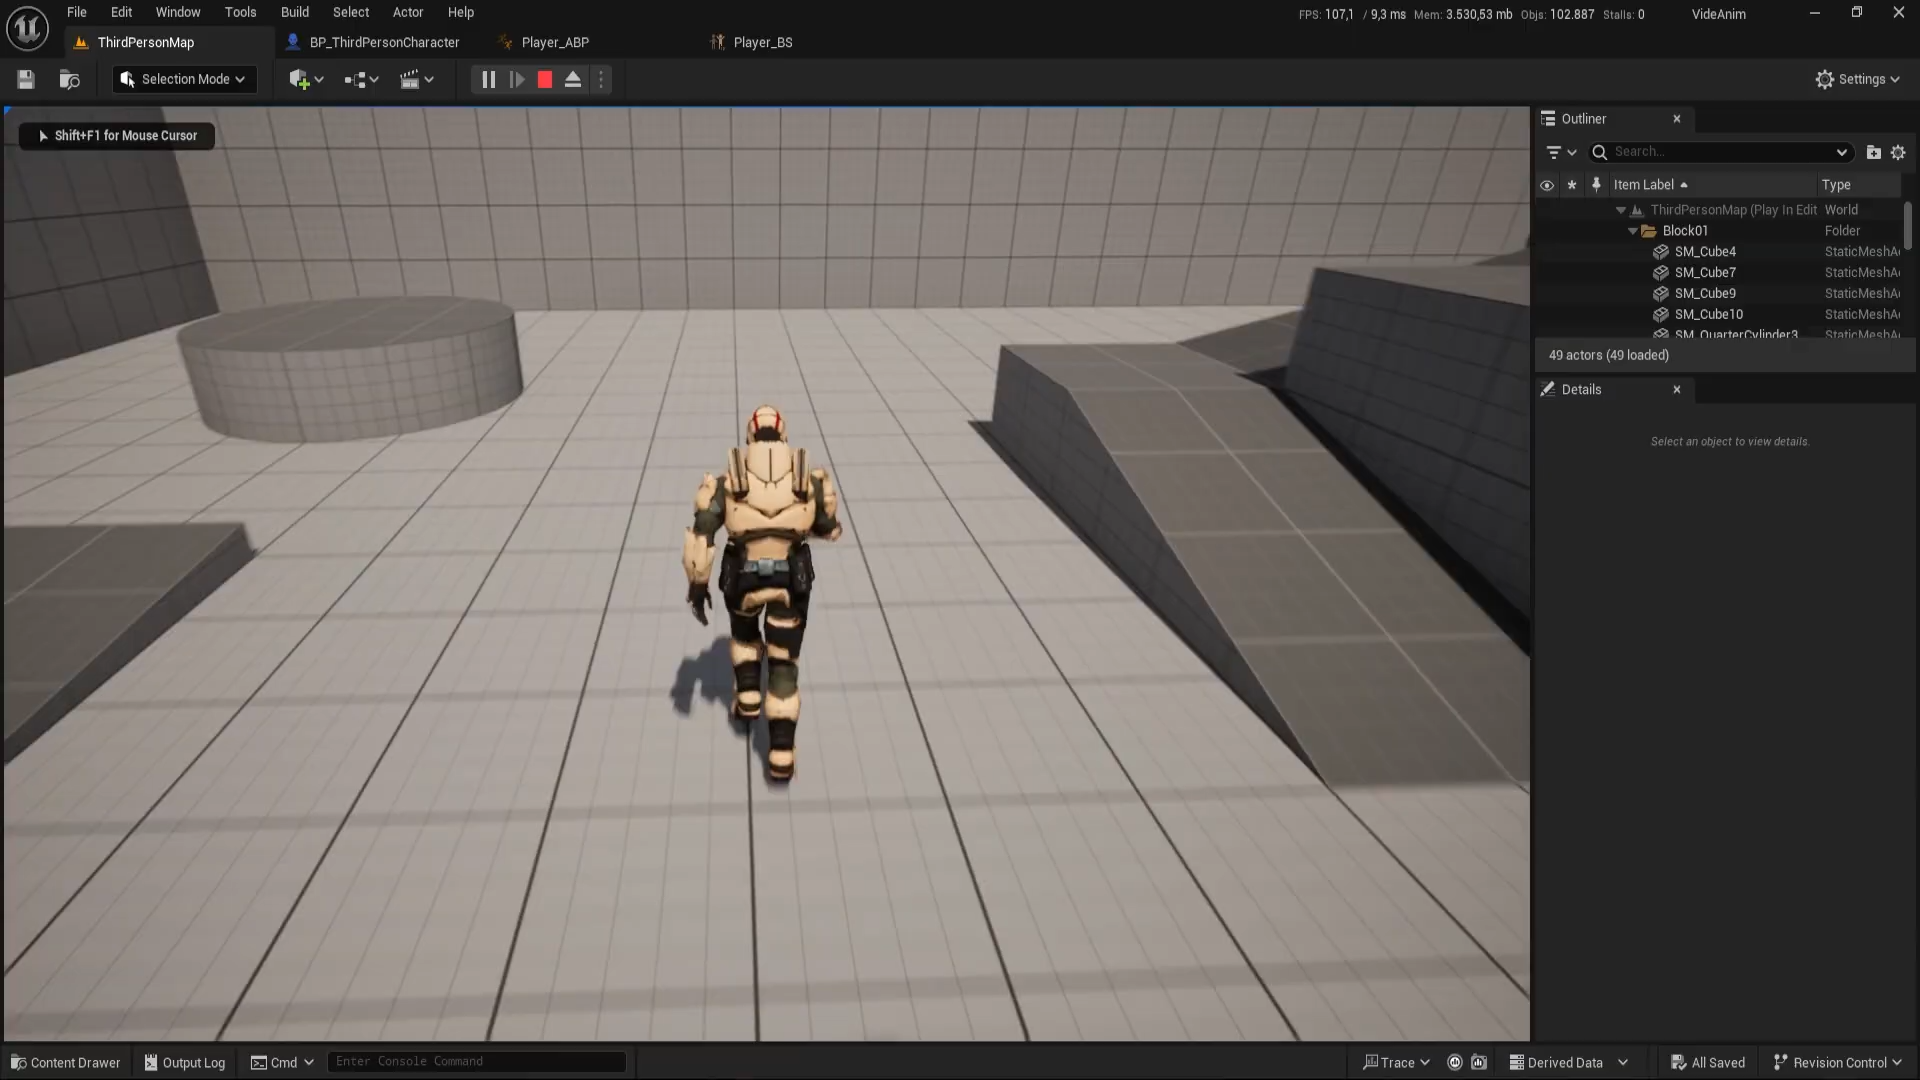 File Edit Window Tools Build Select Actor Help
FPS: 107,1 / 9,3 ms Mem: 3.530,53 mb Objs: 102.887 Stalls: 0 VideAnim
ThirdPersonMap BP_ThirdPersonCharacter Player_ABP Player_BS
Selection Mode Settings
Shift+F1 for Mouse Cursor
Outliner
Search...
Item Label Type
ThirdPersonMap (Play In Edit World
Block01 Folder
SM_Cube4 StaticMeshA
SM_Cube7 StaticMeshA
SM_Cube9 StaticMeshA
SM_Cube10 StaticMeshA
SM_QuarterCylinder3 StaticMeshA
49 actors (49 loaded)
Details
Select an object to view details.
Content Drawer Output Log Cmd Enter Console Command Trace Derived Data All Saved Revision Control